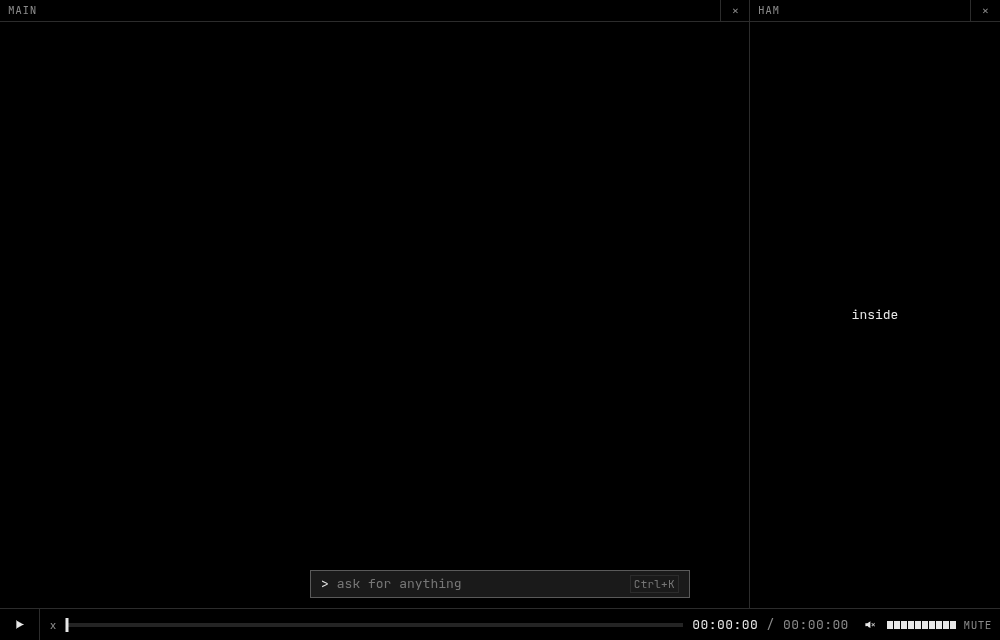 MAIN ×
HAM ×
inside
> ask for anything Ctrl+K
x 00:00:00 / 00:00:00 MUTE